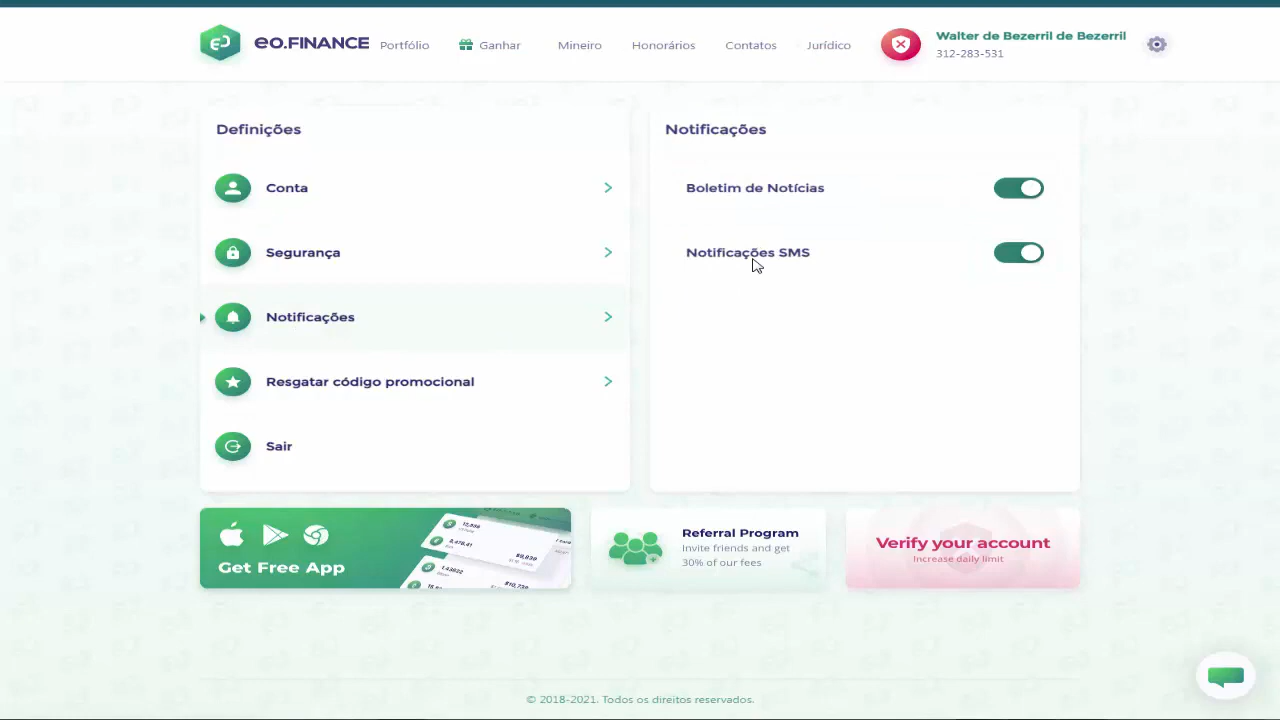 eo.FINANCE Portfólio Ganhar Mineiro Honorários Contatos Jurídico
Walter de Bezerril de Bezerril
312-283-531
Definições
Conta
Segurança
Notificações
Resgatar código promocional
Sair
Notificações
Boletim de Notícias
Notificações SMS
Get Free App
Referral Program
Invite friends and get
30% of our fees
Verify your account
Increase daily limit
© 2018-2021. Todos os direitos reservados.